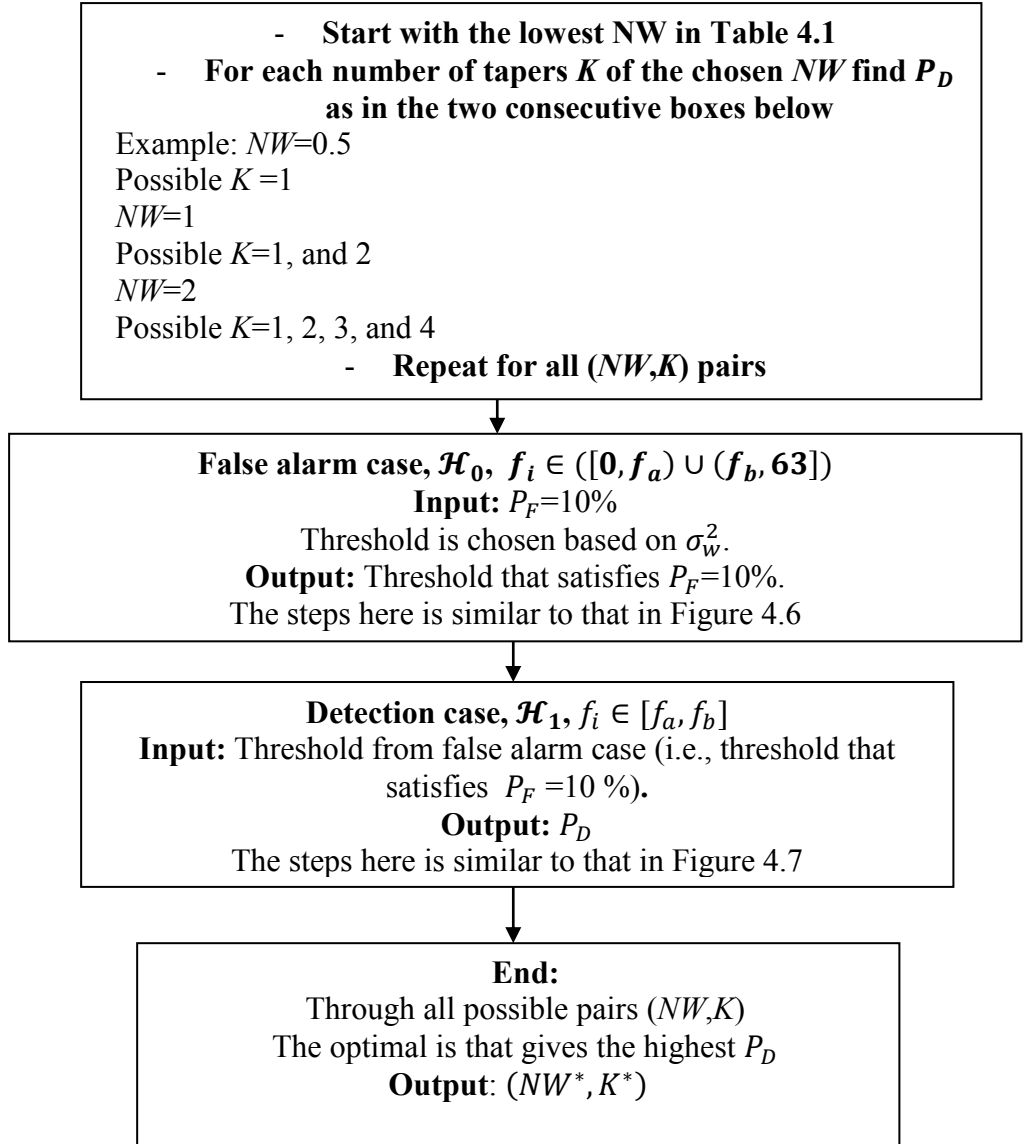 - Start with the lowest NW in Table 4.1
- For each number of tapers K of the chosen NW find P_D
as in the two consecutive boxes below
Example: NW=0.5
Possible K =1
NW=1
Possible K=1, and 2
NW=2
Possible K=1, 2, 3, and 4
- Repeat for all (NW,K) pairs
False alarm case, ℋ₀, f_i ∈ ([0, f_a) ∪ (f_b, 63])
Input: P_F=10%
Threshold is chosen based on σ_w².
Output: Threshold that satisfies P_F=10%.
The steps here is similar to that in Figure 4.6
Detection case, ℋ₁, f_i ∈ [f_a, f_b]
Input: Threshold from false alarm case (i.e., threshold that
satisfies P_F =10 %).
Output: P_D
The steps here is similar to that in Figure 4.7
End:
Through all possible pairs (NW,K)
The optimal is that gives the highest P_D
Output: (NW*, K*)